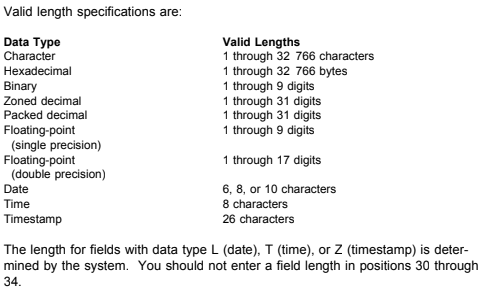 Valid length specifications are:
Data Type Valid Lengths
Character 1 through 32 766 characters
Hexadecimal 1 through 32 766 bytes
Binary 1 through 9 digits
Zoned decimal 1 through 31 digits
Packed decimal 1 through 31 digits
Floating-point 1 through 9 digits
(single precision)
Floating-point 1 through 17 digits
(double precision)
Date 6, 8, or 10 characters
Time 8 characters
Timestamp 26 characters
The length for fields with data type L (date), T (time), or Z (timestamp) is deter-
mined by the system. You should not enter a field length in positions 30 through
34.